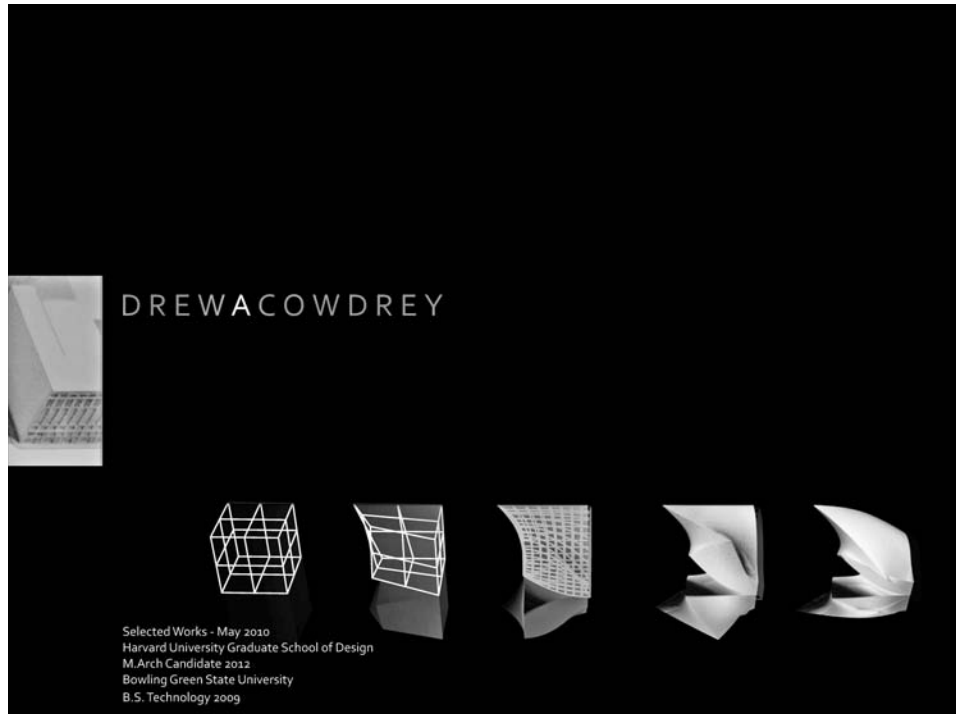 DREWACOWDREY
Selected Works - May 2010
Harvard University Graduate School of Design
M.Arch Candidate 2012
Bowling Green State University
B.S. Technology 2009